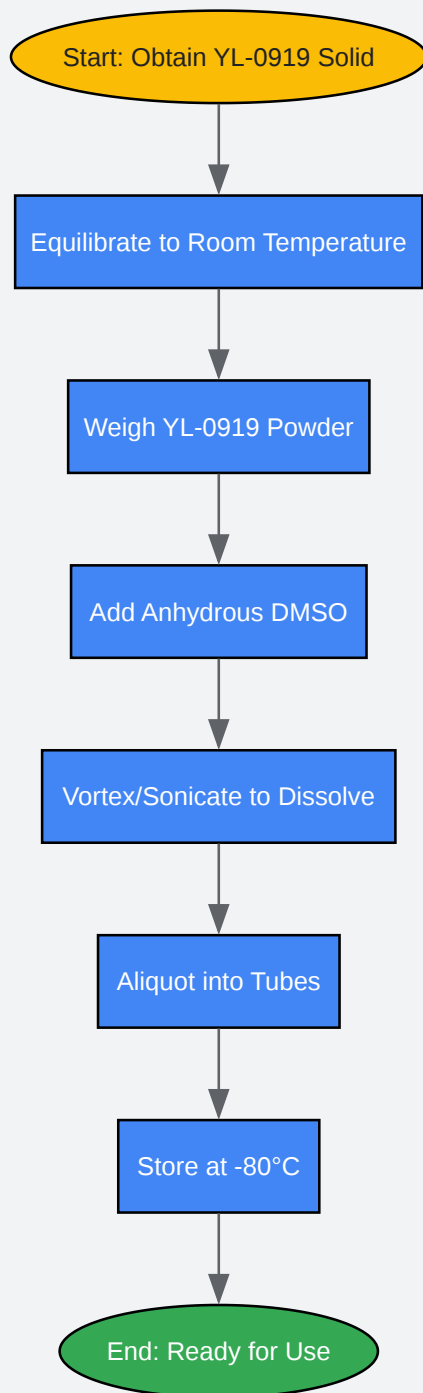 Start: Obtain YL-0919 Solid
Equilibrate to Room Temperature
Weigh YL-0919 Powder
Add Anhydrous DMSO
Vortex/Sonicate to Dissolve
Aliquot into Tubes
Store at -80°C
End: Ready for Use